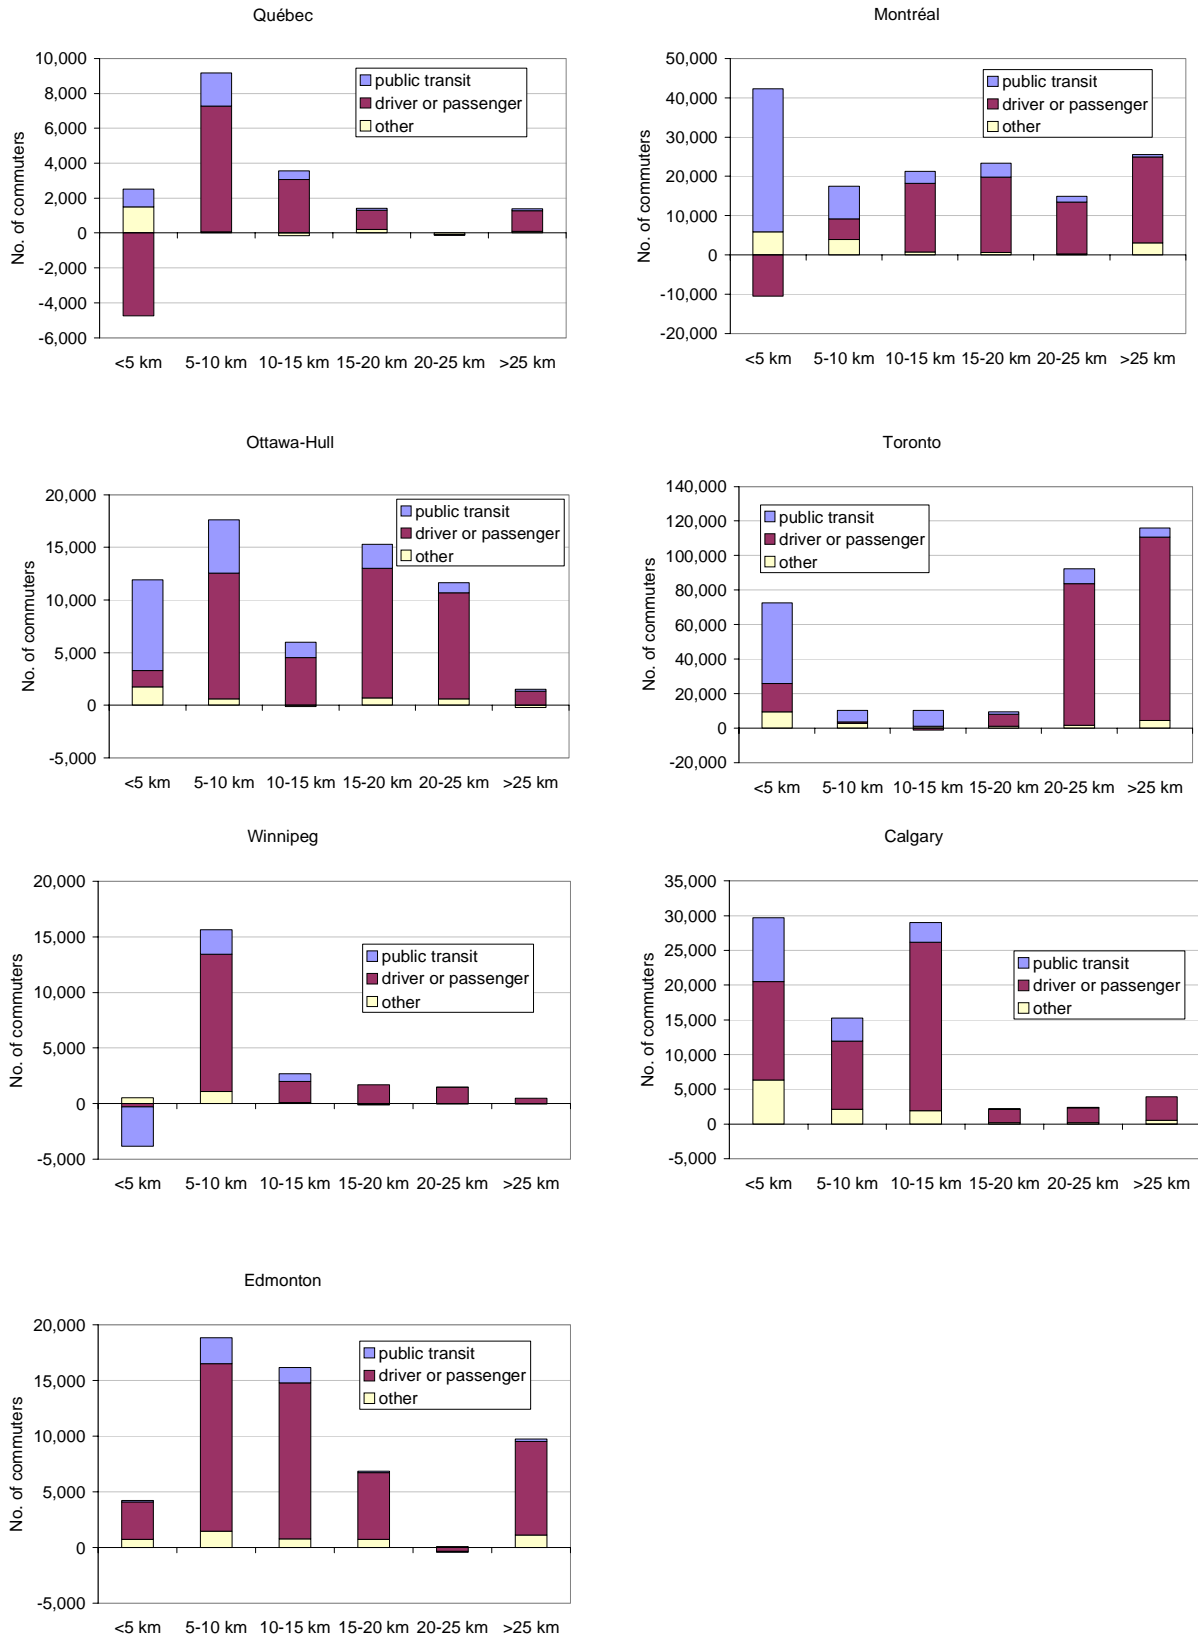 Québec
No. of commuters
10,000
8,000
6,000
4,000
2,000
0
-2,000
-4,000
-6,000
public transit
driver or passenger
other
<5 km 5-10 km 10-15 km 15-20 km 20-25 km >25 km
Montréal
No. of commuters
50,000
40,000
30,000
20,000
10,000
0
-10,000
-20,000
public transit
driver or passenger
other
<5 km 5-10 km 10-15 km 15-20 km 20-25 km >25 km
Ottawa-Hull
No. of commuters
20,000
15,000
10,000
5,000
0
-5,000
public transit
driver or passenger
other
<5 km 5-10 km 10-15 km 15-20 km 20-25 km >25 km
Toronto
No. of commuters
140,000
120,000
100,000
80,000
60,000
40,000
20,000
0
-20,000
public transit
driver or passenger
other
<5 km 5-10 km 10-15 km 15-20 km 20-25 km >25 km
Winnipeg
No. of commuters
20,000
15,000
10,000
5,000
0
-5,000
public transit
driver or passenger
other
<5 km 5-10 km 10-15 km 15-20 km 20-25 km >25 km
Calgary
No. of commuters
35,000
30,000
25,000
20,000
15,000
10,000
5,000
0
-5,000
public transit
driver or passenger
other
<5 km 5-10 km 10-15 km 15-20 km 20-25 km >25 km
Edmonton
No. of commuters
20,000
15,000
10,000
5,000
0
-5,000
public transit
driver or passenger
other
<5 km 5-10 km 10-15 km 15-20 km 20-25 km >25 km